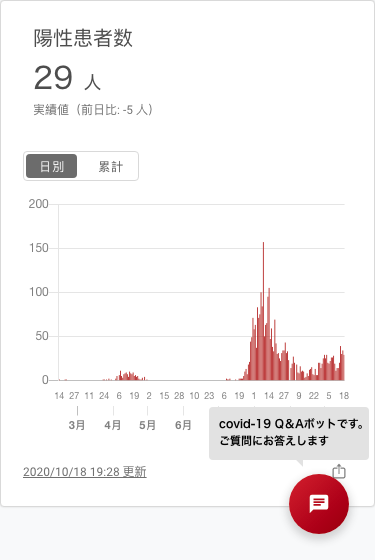 陽性患者数
29 人
実績値（前日比: -5 人）
日別 累計
200
150
100
50
0
14 27 11 24 6 19 2 15 28 10 23 6 19 1 14 27 9 22 5 18
3月 4月 5月 6月
covid-19 Q&Aボットです。
ご質問にお答えします
2020/10/18 19:28 更新